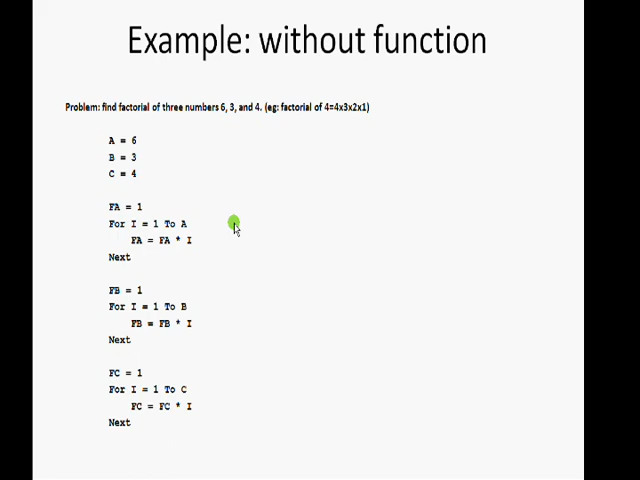 Example: without function
Problem: find factorial of three numbers 6, 3, and 4. (eg: factorial of 4=4x3x2x1)
A = 6
B = 3
C = 4
FA = 1
For I = 1 To A
FA = FA * I
Next
FB = 1
For I = 1 To B
FB = FB * I
Next
FC = 1
For I = 1 To C
FC = FC * I
Next